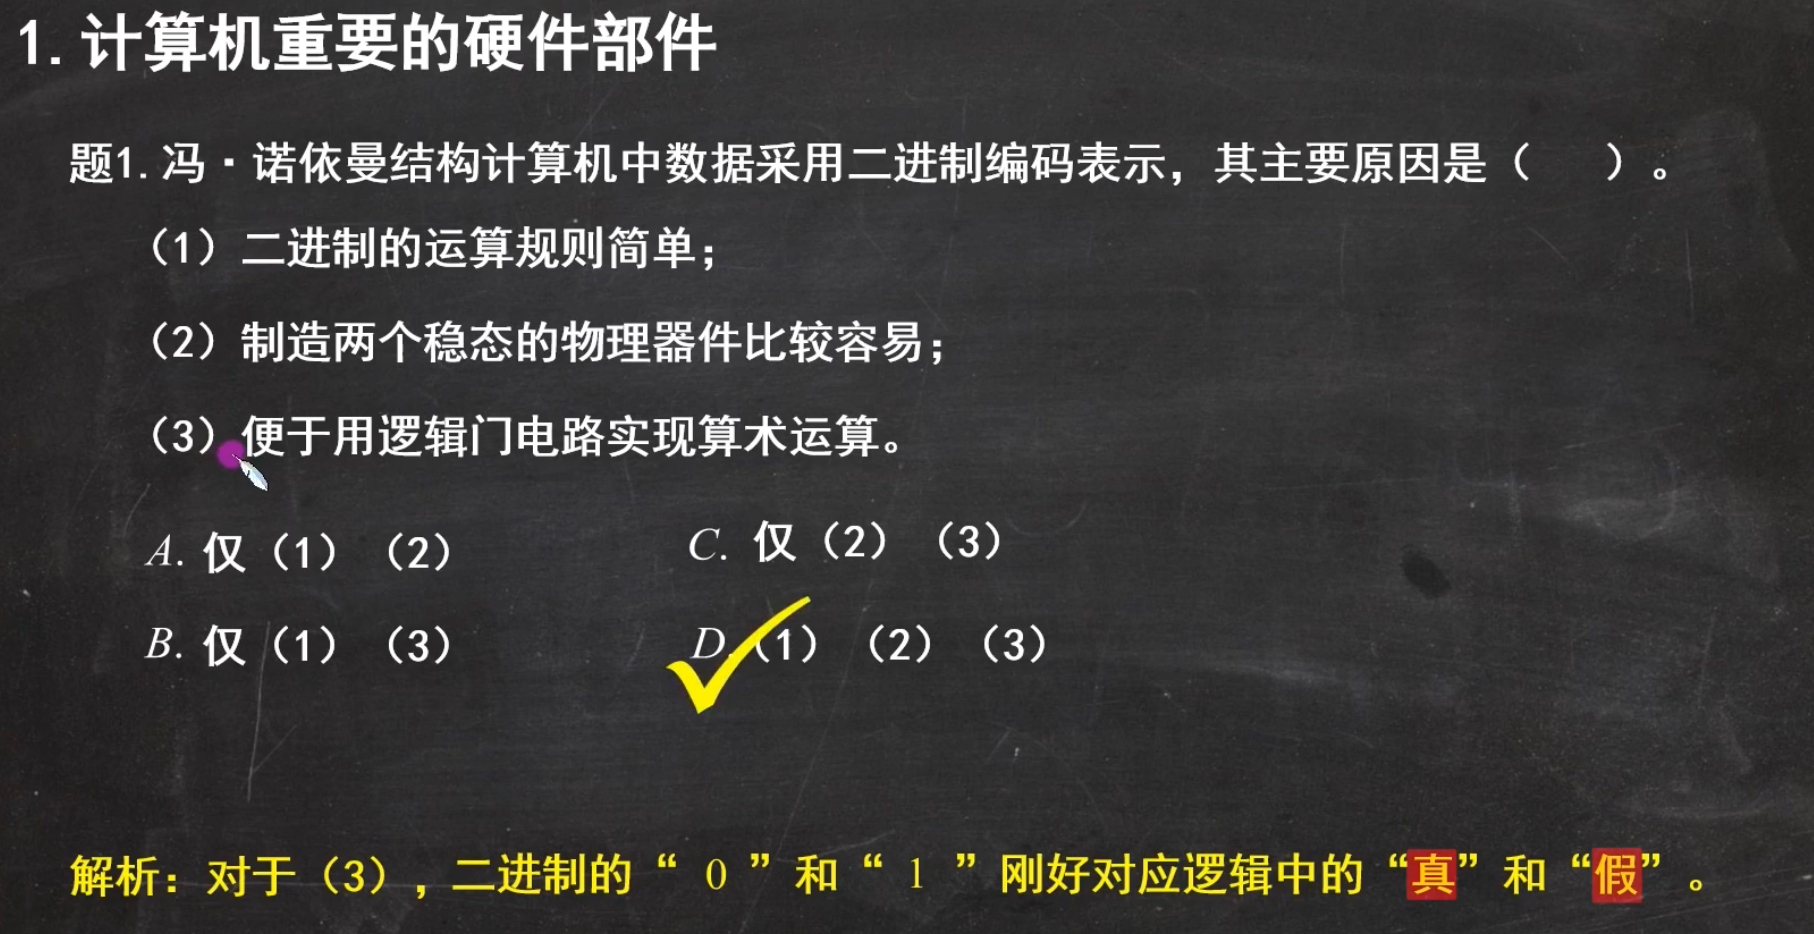 1.计算机重要的硬件部件
题1.冯·诺依曼结构计算机中数据采用二进制编码表示，其主要原因是（ ）。
（1）二进制的运算规则简单；
（2）制造两个稳态的物理器件比较容易；
（3）便于用逻辑门电路实现算术运算。
A. 仅（1）（2）
C. 仅（2）（3）
B. 仅（1）（3）
D.（1）（2）（3）
解析：对于（3），二进制的“ 0 ”和“ 1 ”刚好对应逻辑中的“真”和“假”。